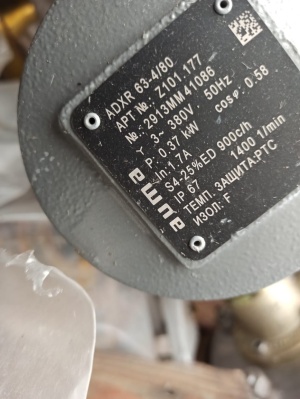 ADXR 63-4/80
АРТ №: Z101.177
№: 2913MM41086
Y 3~ 380V 50Hz
P: 0.37 kW cosφ: 0.58
In: 1.7A
S4-25%ED 900c/h
IP 67 1400 1/min
ТЕМП. ЗАЩИТА:PTC
ИЗОЛ: F
auma